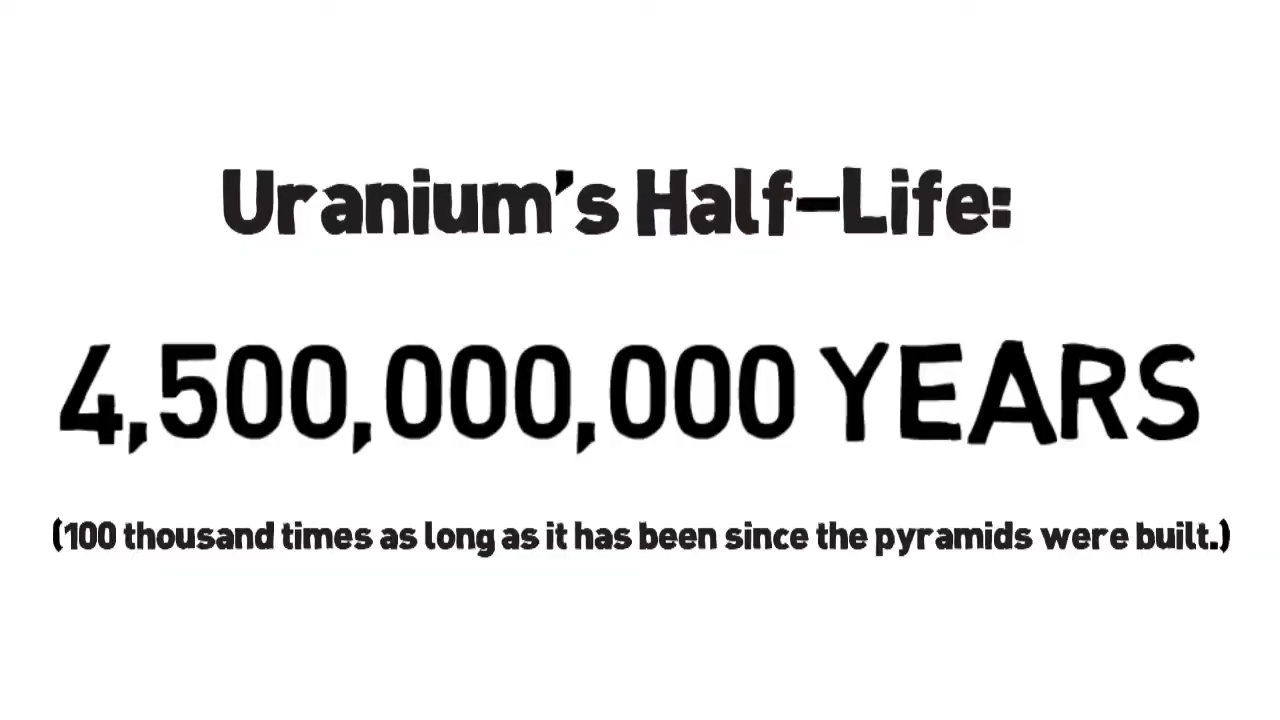 Uranium's Half-Life:
4,500,000,000 YEARS
(100 thousand times as long as it has been since the pyramids were built.)